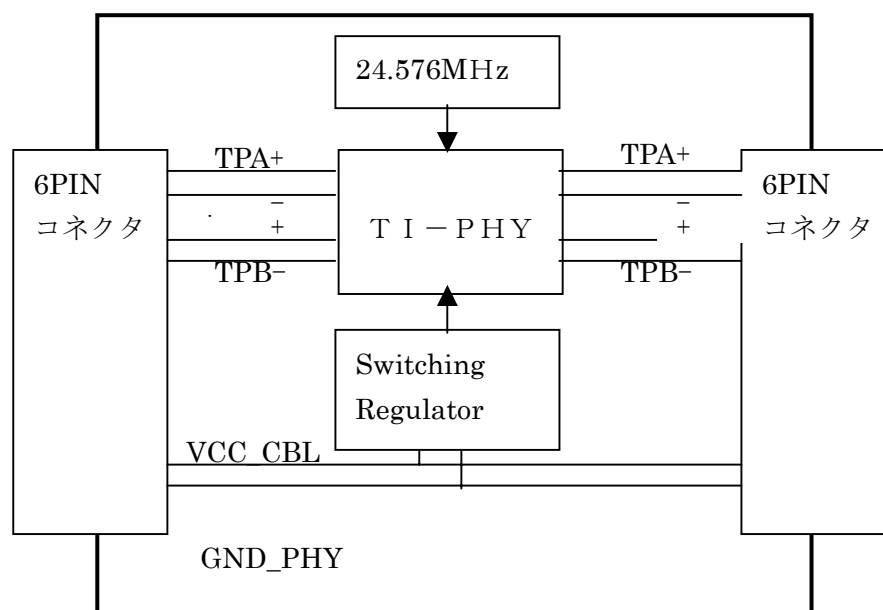 24.576MHz
TPA+
TPA+
6PIN
コネクタ
−
+
ＴＩ－ＰＨＹ
−
+
6PIN
コネクタ
TPB−
TPB−
Switching
Regulator
VCC_CBL
GND_PHY